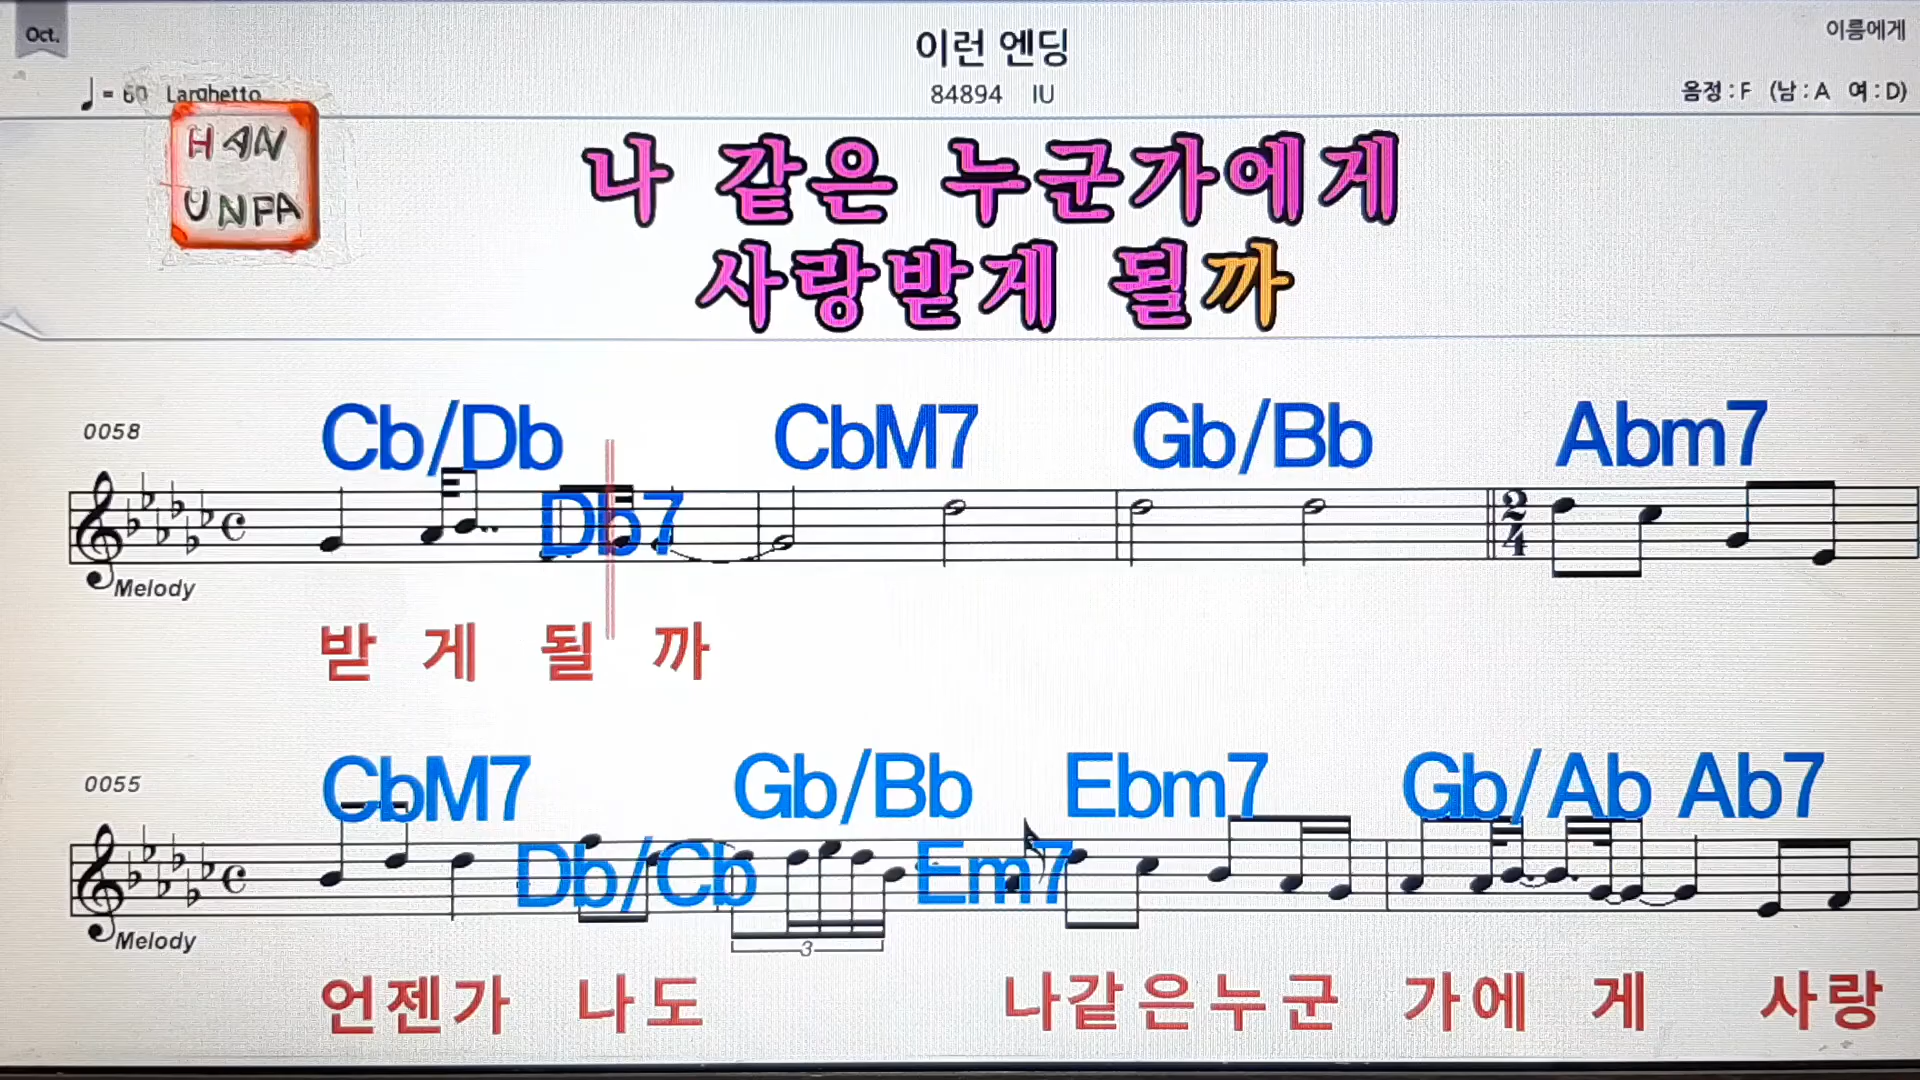 Oct.
이런 엔딩
이름에게
= 60 Larghetto
84894 IU
음정 : F (남 : A 여 : D)
HAN
UNPA
나 같은 누군가에게
사랑받게 될까
0058
Cb/Db CbM7 Gb/Bb Abm7
Db7
2
4
Melody
받 게 될 까
0055
CbM7 Gb/Bb Ebm7 Gb/Ab Ab7
Db/Cb Em7
Melody
3
언젠가 나도 나같은누군 가에 게 사랑